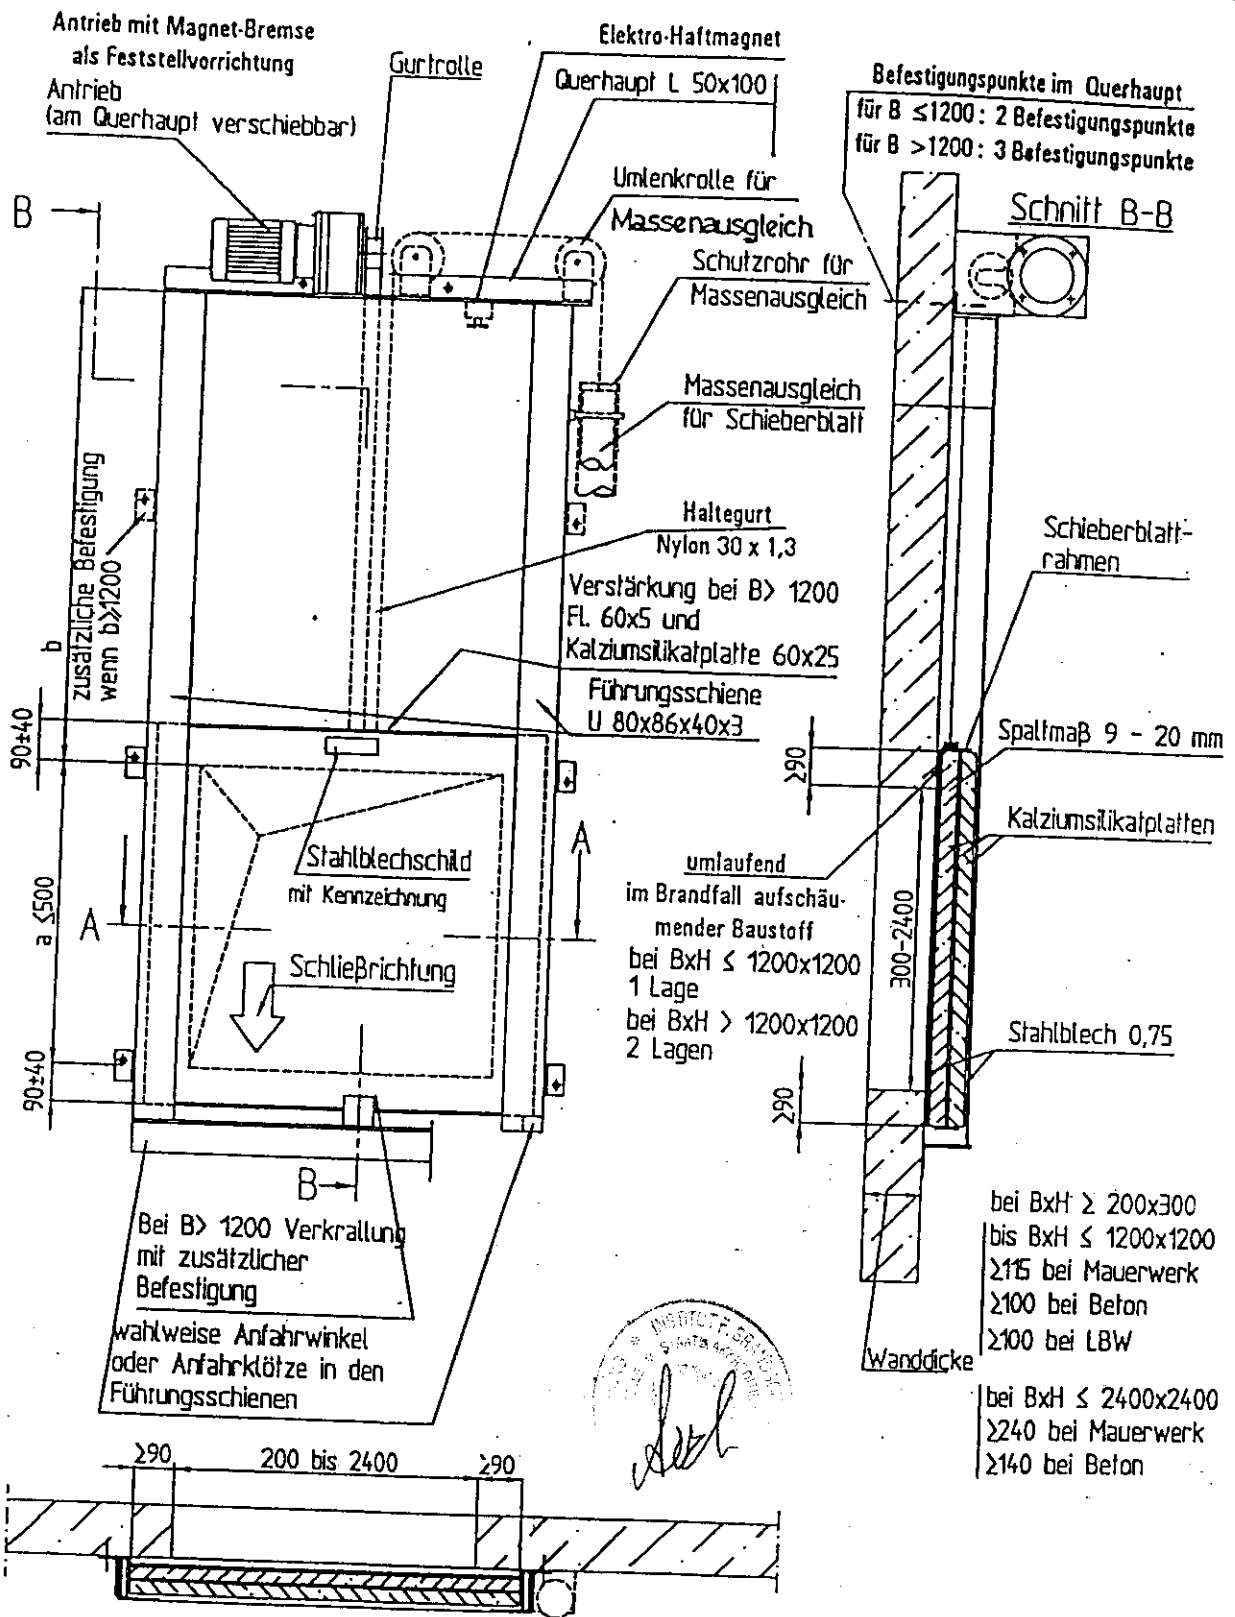 Antrieb mit Magnet-Bremse
als Feststellvorrichtung
Antrieb
(am Querhaupt verschiebbar)
Gurtrolle
Elektro-Haftmagnet
Querhaupt L 50x100
Befestigungspunkte im Querhaupt
für B ≤1200: 2 Befestigungspunkte
für B >1200: 3 Befestigungspunkte
Umlenkrolle für
Massenausgleich
Schutzrohr für
Massenausgleich
Schnitt B-B
B
Massenausgleich
für Schieberblatt
zusätzliche Befestigung
wenn b≥1200
b
Haltegurt
Nylon 30 x 1,3
Verstärkung bei B> 1200
Fl. 60x5 und
Kalziumsilikatplatte 60x25
Führungsschiene
U 80x86x40x3
Schieberblatt-
rahmen
90±40
≥90
Spaltmaß 9 - 20 mm
Kalziumsilikatplatten
Stahlblechschild
mit Kennzeichnung
A
A
a ≤500
Schließrichtung
umlaufend
im Brandfall aufschäu-
mender Baustoff
bei BxH ≤ 1200x1200
1 Lage
bei BxH > 1200x1200
2 Lagen
300-2400
Stahlblech 0,75
90±40
≥90
B
Bei B> 1200 Verkrallung
mit zusätzlicher
Befestigung
wahlweise Anfahrwinkel
oder Anfahrklötze in den
Führungsschienen
Wanddicke
bei BxH ≥ 200x300
bis BxH ≤ 1200x1200
≥115 bei Mauerwerk
≥100 bei Beton
≥100 bei LBW
bei BxH ≤ 2400x2400
≥240 bei Mauerwerk
≥140 bei Beton
≥90
200 bis 2400
≥90